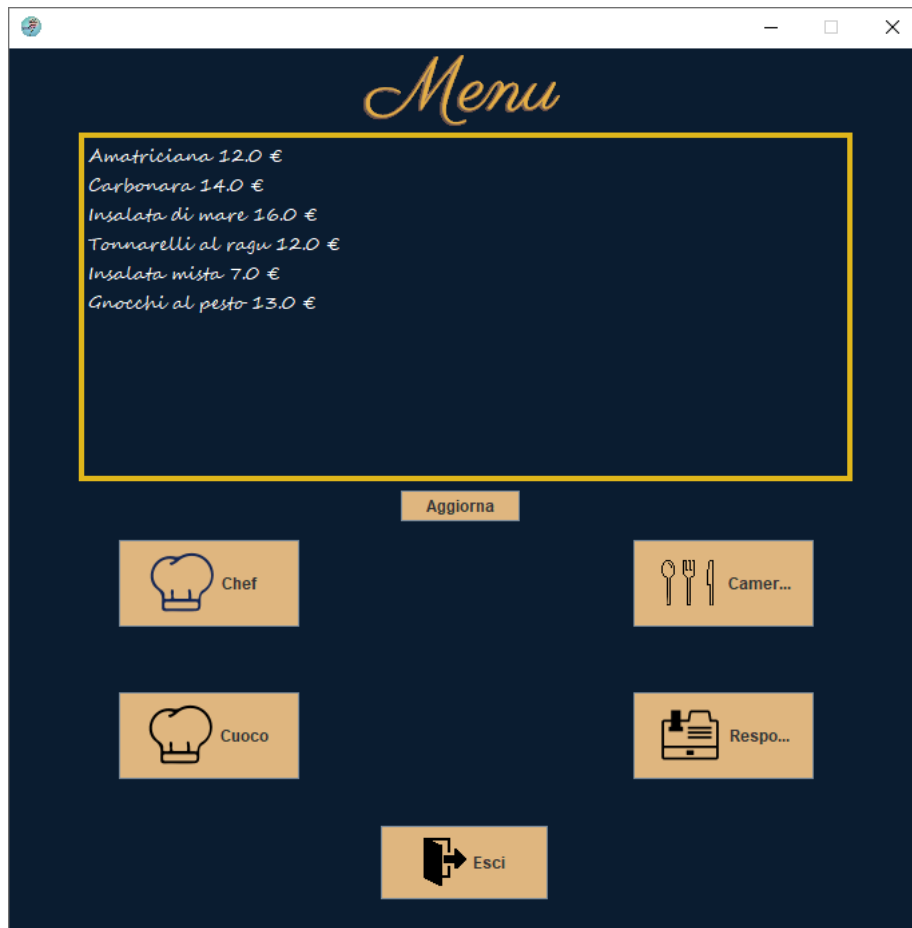 Menu
Amatriciana 12.0 €
Carbonara 14.0 €
Insalata di mare 16.0 €
Tonnarelli al ragu 12.0 €
Insalata mista 7.0 €
Gnocchi al pesto 13.0 €
Aggiorna
Chef
Camer...
Cuoco
Respo...
Esci